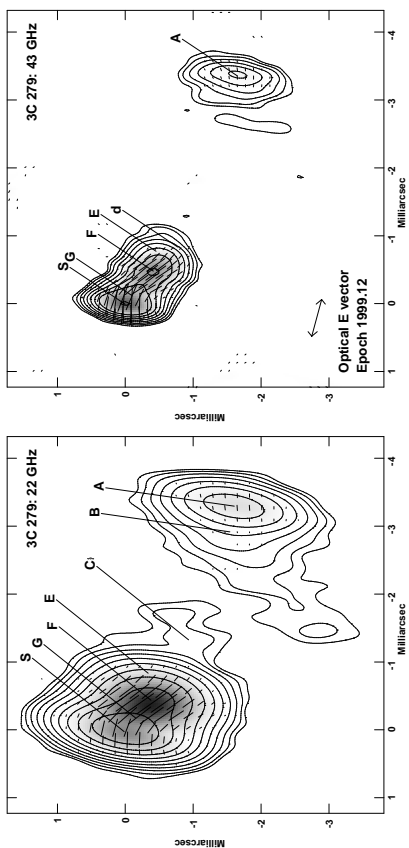 3C 279: 22 GHz
S
G
F
E
C
B
A
1
0
-1
-2
-3
Milliarcsec
1
0
-1
-2
-3
-4
Milliarcsec
3C 279: 43 GHz
S
G
F
E
d
A
Optical E vector
Epoch 1999.12
1
0
-1
-2
-3
Milliarcsec
1
0
-1
-2
-3
-4
Milliarcsec